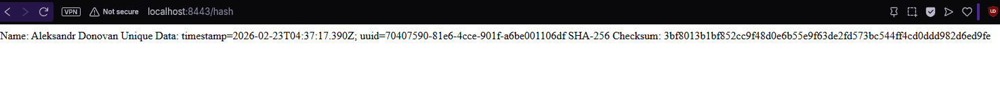 VPN Not secure localhost:8443/hash
Name: Aleksandr Donovan Unique Data: timestamp=2026-02-23T04:37:17.390Z; uuid=70407590-81e6-4cce-901f-a6be001106df SHA-256 Checksum: 3bf8013b1bf852cc9f48d0e6b55e9f63de2fd573bc544ff4cd0ddd982d6ed9fe